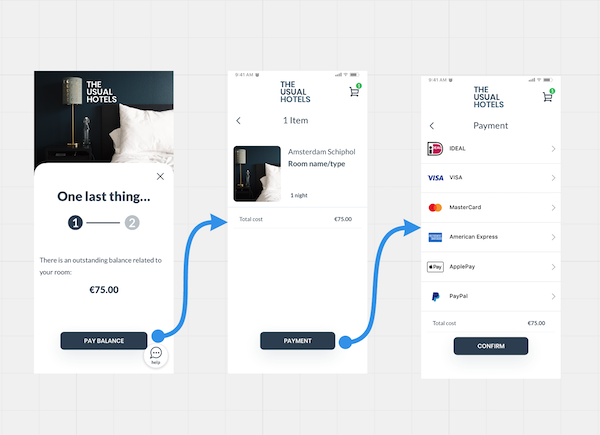 THE
USUAL
HOTELS
One last thing...
1 2
There is an outstanding balance related to
your room:
€75.00
PAY BALANCE
help
9:41 AM
THE
USUAL
HOTELS
1 Item
Amsterdam Schiphol
Room name/type
1 night
Total cost €75.00
PAYMENT
9:41 AM
THE
USUAL
HOTELS
Payment
iDEAL IDEAL
VISA VISA
MasterCard
American Express
Pay ApplePay
PayPal
Total cost €75.00
CONFIRM